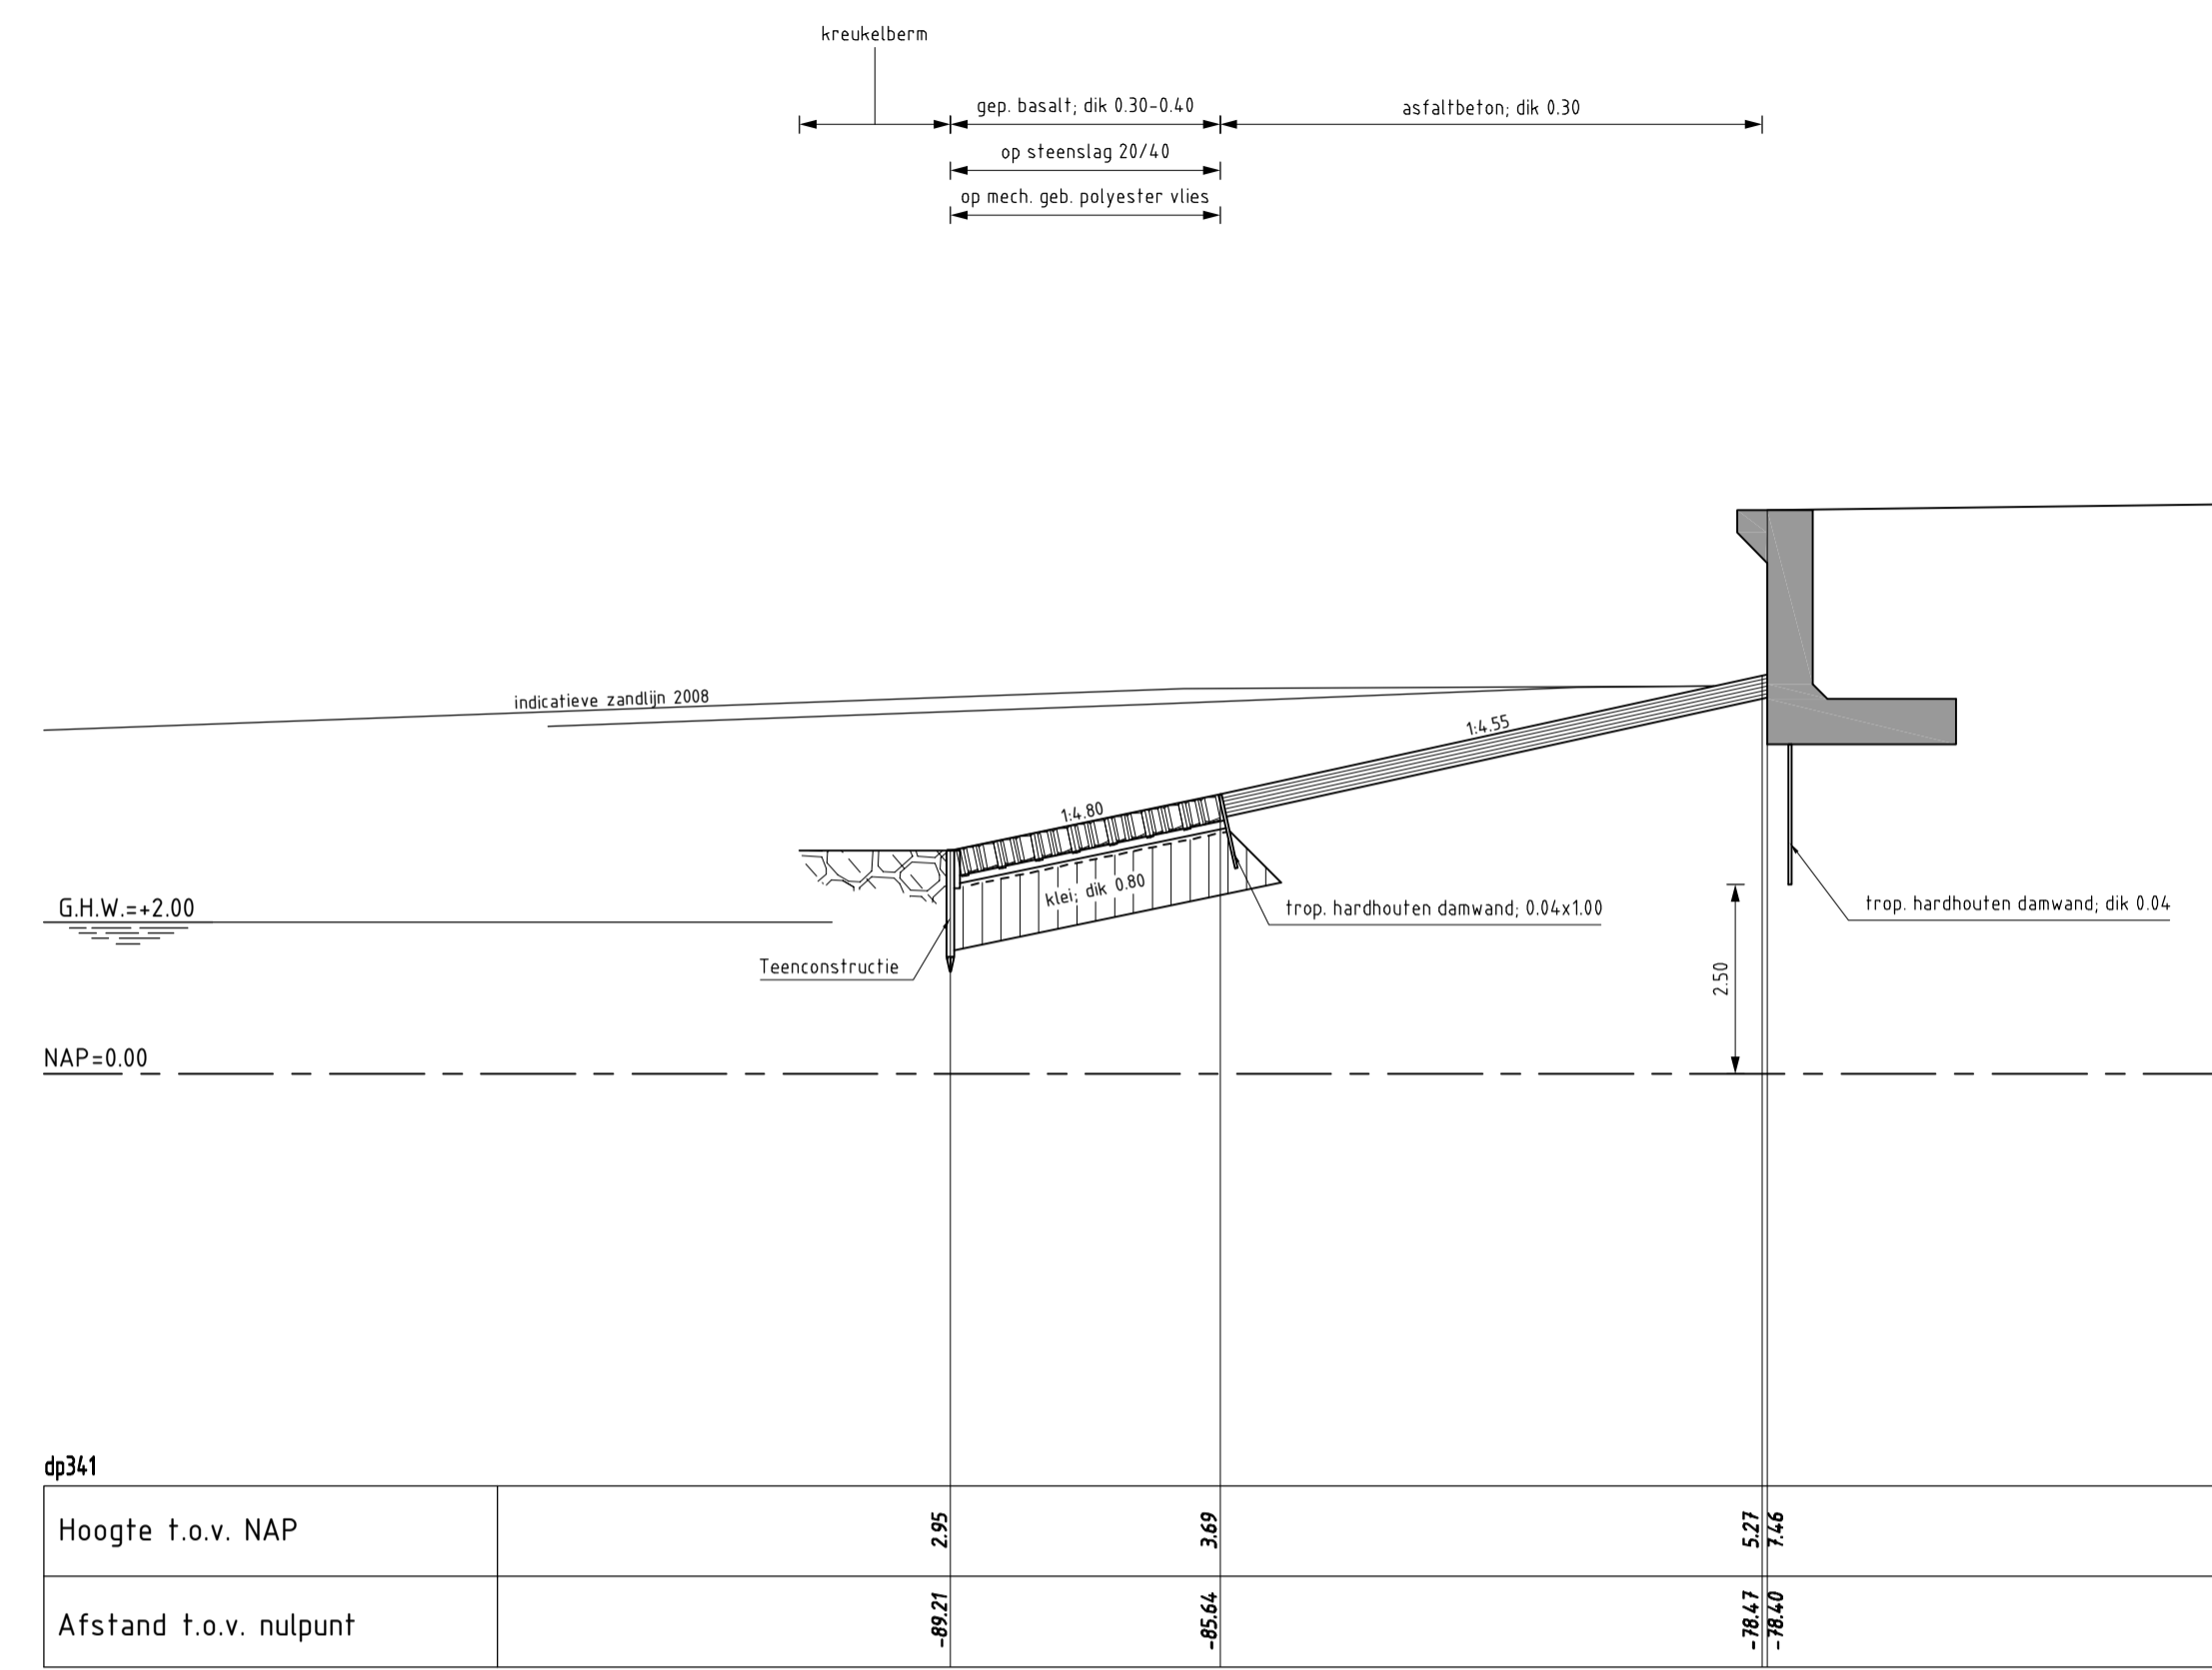 kreukelberm
gep. basalt; dik 0.30-0.40
asfaltbeton; dik 0.30
op steenslag 20/40
op mech. geb. polyester vlies
indicatieve zandlijn 2008
1:4.55
1:4.80
klei; dik 0.80
G.H.W.=+2.00
trop. hardhouten damwand; 0.04x1.00
trop. hardhouten damwand; dik 0.04
Teenconstructie
2.50
NAP=0.00
dp341
Hoogte t.o.v. NAP
2.95
3.69
5.27
7.46
Afstand t.o.v. nulpunt
-89.21
-85.64
-78.47
-78.40